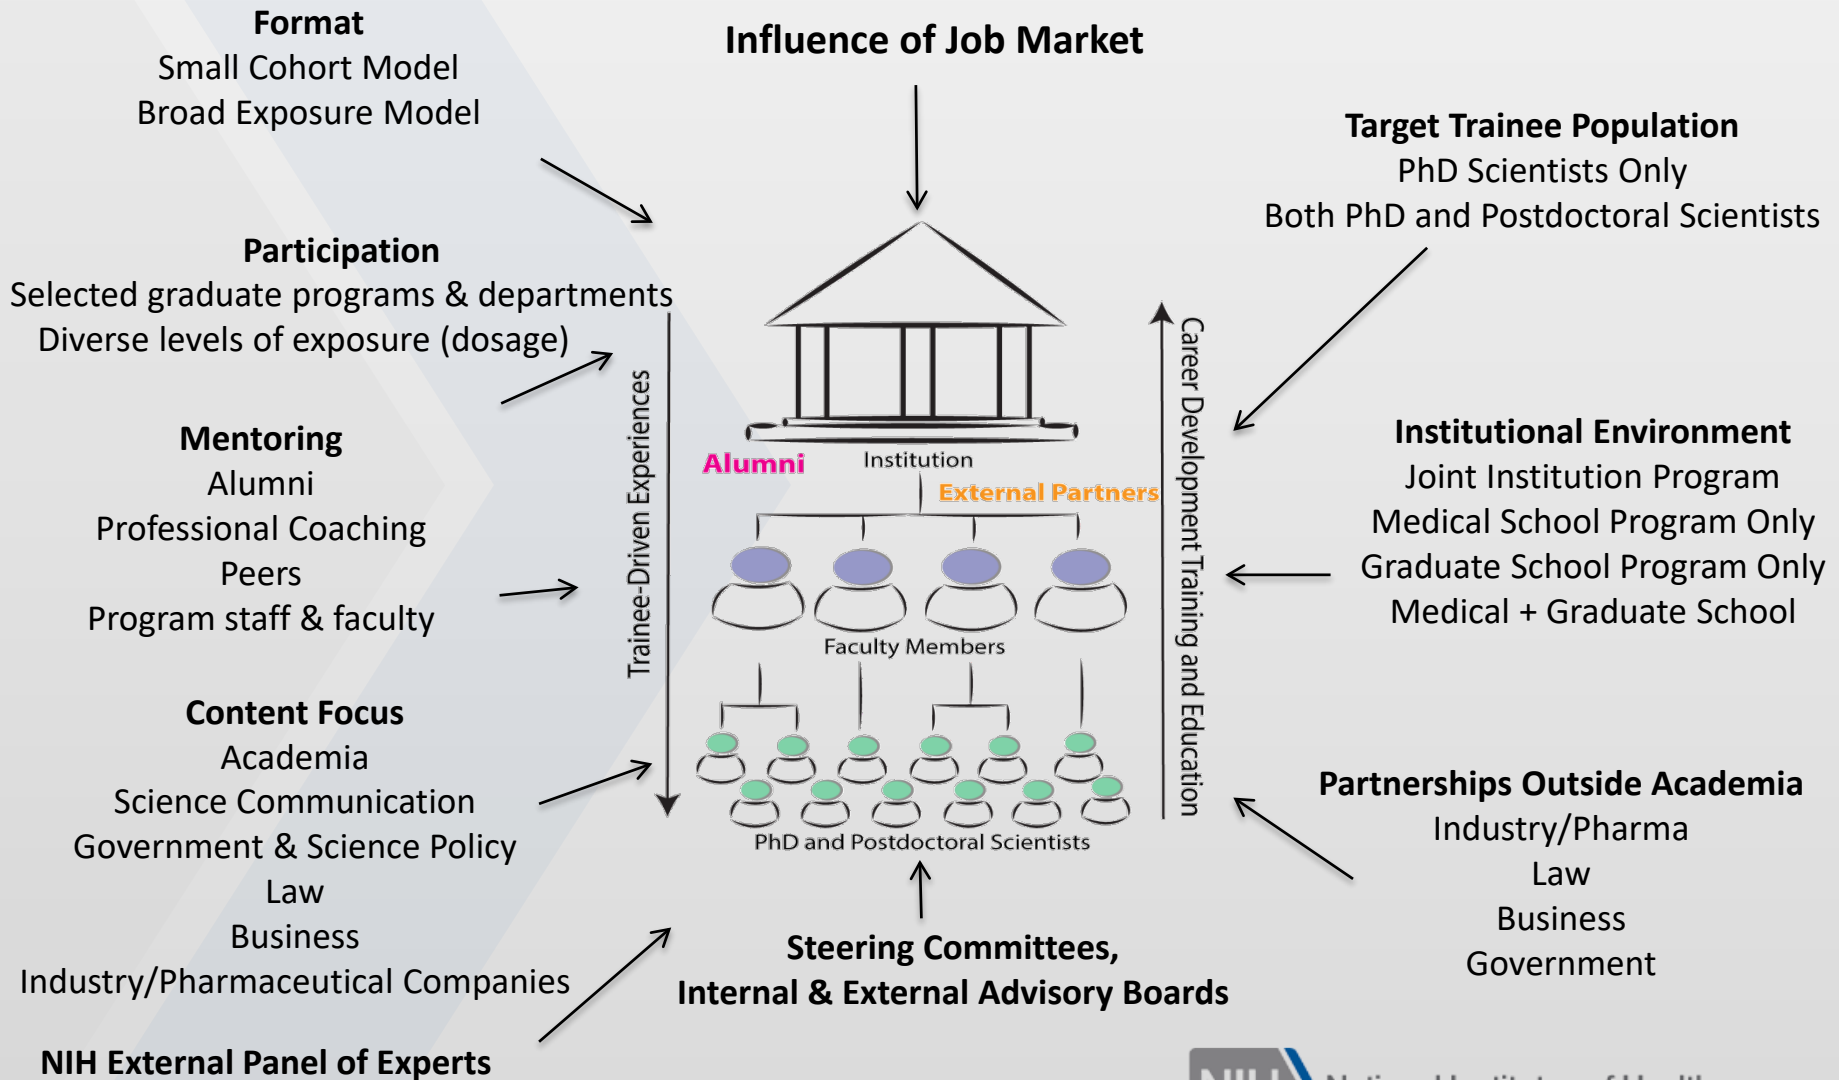 Format
Small Cohort Model
Broad Exposure Model
Influence of Job Market
Target Trainee Population
PhD Scientists Only
Both PhD and Postdoctoral Scientists
Participation
Selected graduate programs & departments
Diverse levels of exposure (dosage)
Mentoring
Alumni
Professional Coaching
Peers
Program staff & faculty
Content Focus
Academia
Science Communication
Government & Science Policy
Law
Business
Industry/Pharmaceutical Companies
NIH External Panel of Experts
Trainee-Driven Experiences
Alumni
Institution
External Partners
Faculty Members
PhD and Postdoctoral Scientists
Career Development Training and Education
Steering Committees,
Internal & External Advisory Boards
Institutional Environment
Joint Institution Program
Medical School Program Only
Graduate School Program Only
Medical + Graduate School
Partnerships Outside Academia
Industry/Pharma
Law
Business
Government
NIH
National Institutes of Health